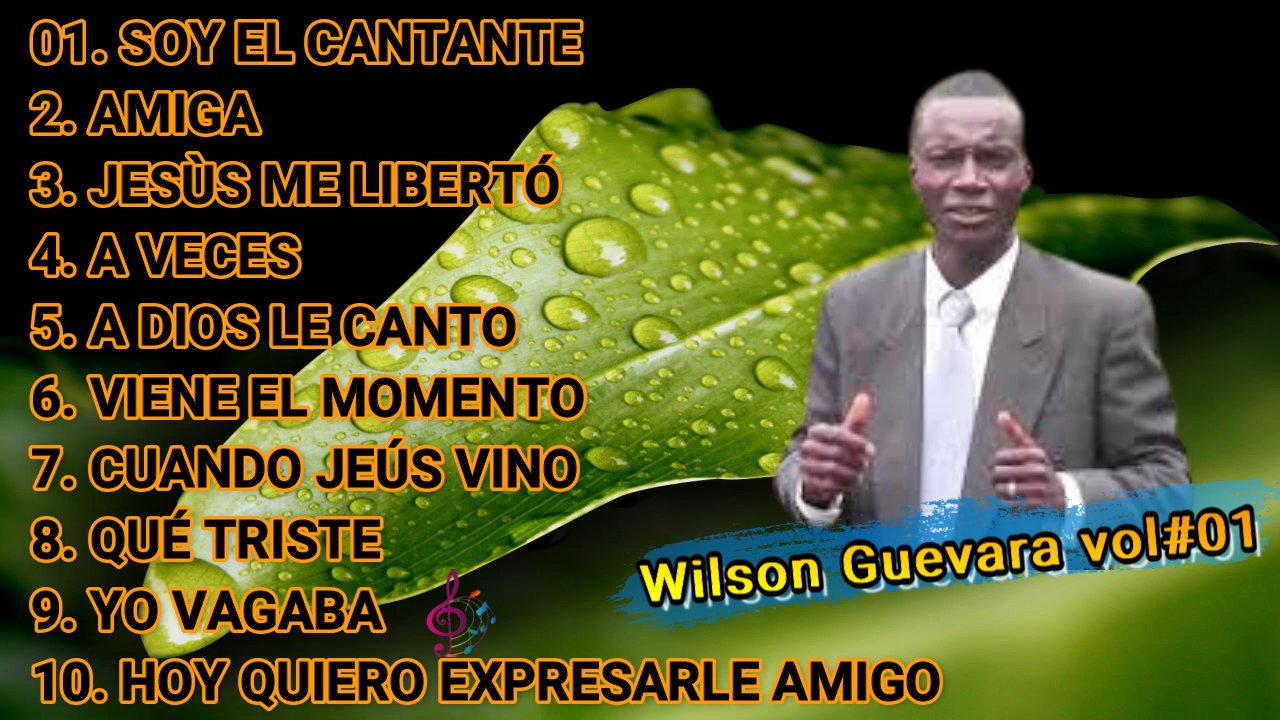 01. SOY EL CANTANTE
2. AMIGA
3. JESÙS ME LIBERTÓ
4. A VECES
5. A DIOS LE CANTO
6. VIENE EL MOMENTO
7. CUANDO JEÚS VINO
8. QUÉ TRISTE
9. YO VAGABA
10. HOY QUIERO EXPRESARLE AMIGO
Wilson Guevara vol#01